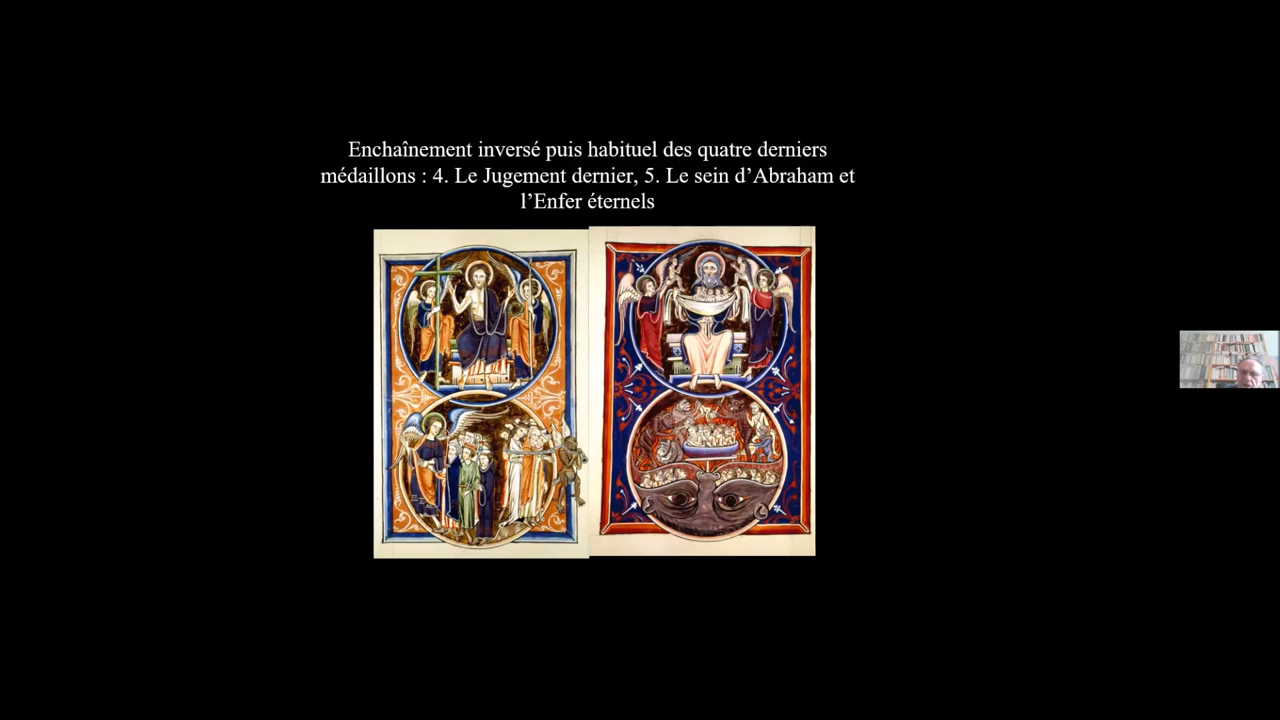 Enchaînement inversé puis habituel des quatre derniers
médaillons : 4. Le Jugement dernier, 5. Le sein d’Abraham et
l’Enfer éternels